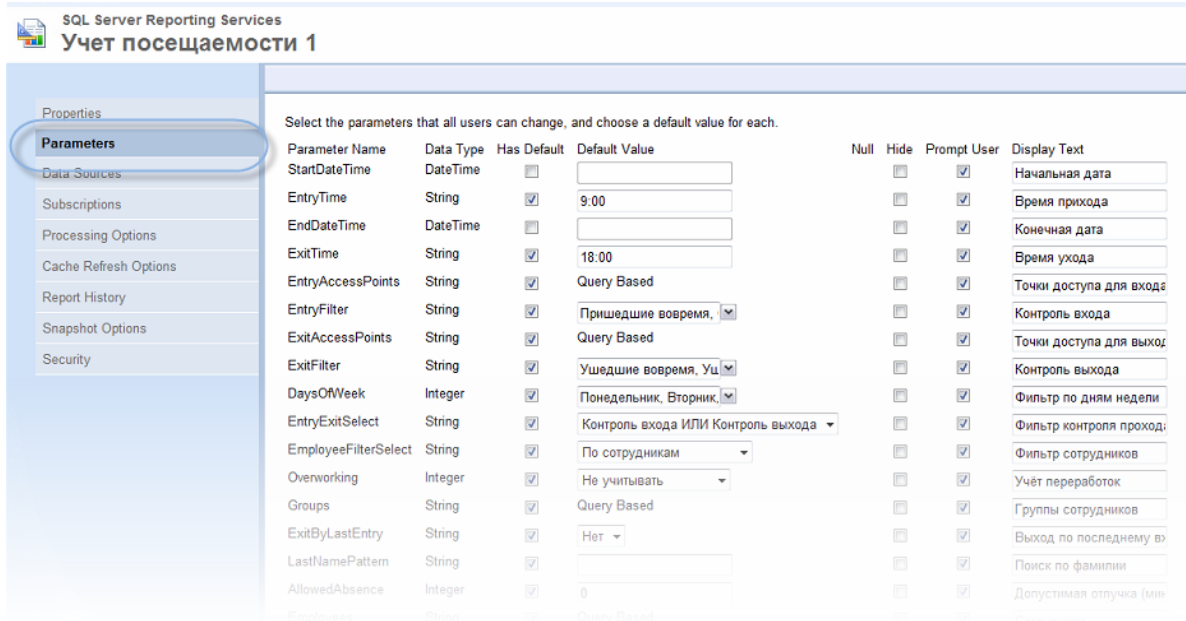 SQL Server Reporting Services
Учет посещаемости 1
Properties
Parameters
Data Sources
Subscriptions
Processing Options
Cache Refresh Options
Report History
Snapshot Options
Security
Select the parameters that all users can change, and choose a default value for each.
Parameter Name Data Type Has Default Default Value Null Hide Prompt User Display Text
StartDateTime DateTime Начальная дата
EntryTime String 9:00 Время прихода
EndDateTime DateTime Конечная дата
ExitTime String 18:00 Время ухода
EntryAccessPoints String Query Based Точки доступа для входа
EntryFilter String Пришедшие вовремя, Контроль входа
ExitAccessPoints String Query Based Точки доступа для выход
ExitFilter String Ушедшие вовремя, Уш Контроль выхода
DaysOfWeek Integer Понедельник, Вторник, Фильтр по дням недели
EntryExitSelect String Контроль входа ИЛИ Контроль выхода Фильтр контроля прохода
EmployeeFilterSelect String По сотрудникам Фильтр сотрудников
Overworking Integer Не учитывать Учёт переработок
Groups String Query Based Группы сотрудников
ExitByLastEntry String Нет Выход по последнему вх
LastNamePattern String Поиск по фамилии
AllowedAbsence Integer 0 Допустимая отлучка (мин
Employees String Query Based